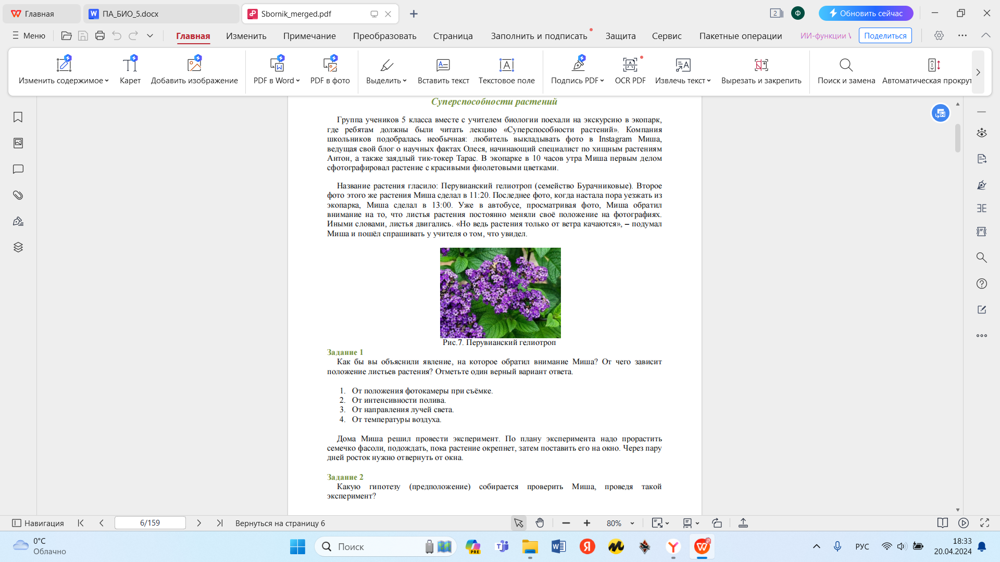 Главная
ПА_БИО_5.docx
Sbornik_merged.pdf
2
Ф
Обновить сейчас
Меню
Главная
Изменить
Примечание
Преобразовать
Страница
Заполнить и подписать
Защита
Сервис
Пакетные операции
ИИ-функции
Поделиться
Изменить содержимое
Карет
Добавить изображение
PDF в Word
PDF в фото
Выделить
Вставить текст
Текстовое поле
Подпись PDF
OCR PDF
Извлечь текст
Вырезать и закрепить
Поиск и замена
Автоматическая прокрут
Суперспособности растений
Группа учеников 5 класса вместе с учителем биологии поехали на экскурсию в экопарк,
где ребятам должны были читать лекцию «Суперспособности растений». Компания
школьников подобралась необычная: любитель выкладывать фото в Instagram Миша,
ведущая свой блог о научных фактах Олеся, начинающий специалист по хищным растениям
Антон, а также заядлый тик-токер Тарас. В экопарке в 10 часов утра Миша первым делом
сфотографировал растение с красивыми фиолетовыми цветками.
Название растения гласило: Перувианский гелиотроп (семейство Бурачниковые). Второе
фото этого же растения Миша сделал в 11:20. Последнее фото, когда настала пора уезжать из
экопарка, Миша сделал в 13:00. Уже в автобусе, просматривая фото, Миша обратил
внимание на то, что листья растения постоянно меняли своё положение на фотографиях.
Иными словами, листья двигались. «Но ведь растения только от ветра качаются», – подумал
Миша и пошёл спрашивать у учителя о том, что увидел.
Рис.7. Перувианский гелиотроп
Задание 1
Как бы вы объяснили явление, на которое обратил внимание Миша? От чего зависит
положение листьев растения? Отметьте один верный вариант ответа.
1. От положения фотокамеры при съёмке.
2. От интенсивности полива.
3. От направления лучей света.
4. От температуры воздуха.
Дома Миша решил провести эксперимент. По плану эксперимента надо прорастить
семечко фасоли, подождать, пока растение окрепнет, затем поставить его на окно. Через пару
дней росток нужно отвернуть от окна.
Задание 2
Какую гипотезу (предположение) собирается проверить Миша, проведя такой
эксперимент?
Навигация
6/159
Вернуться на страницу 6
80%
0°C
Облачно
Поиск
PRE
РУС
18:33
20.04.2024